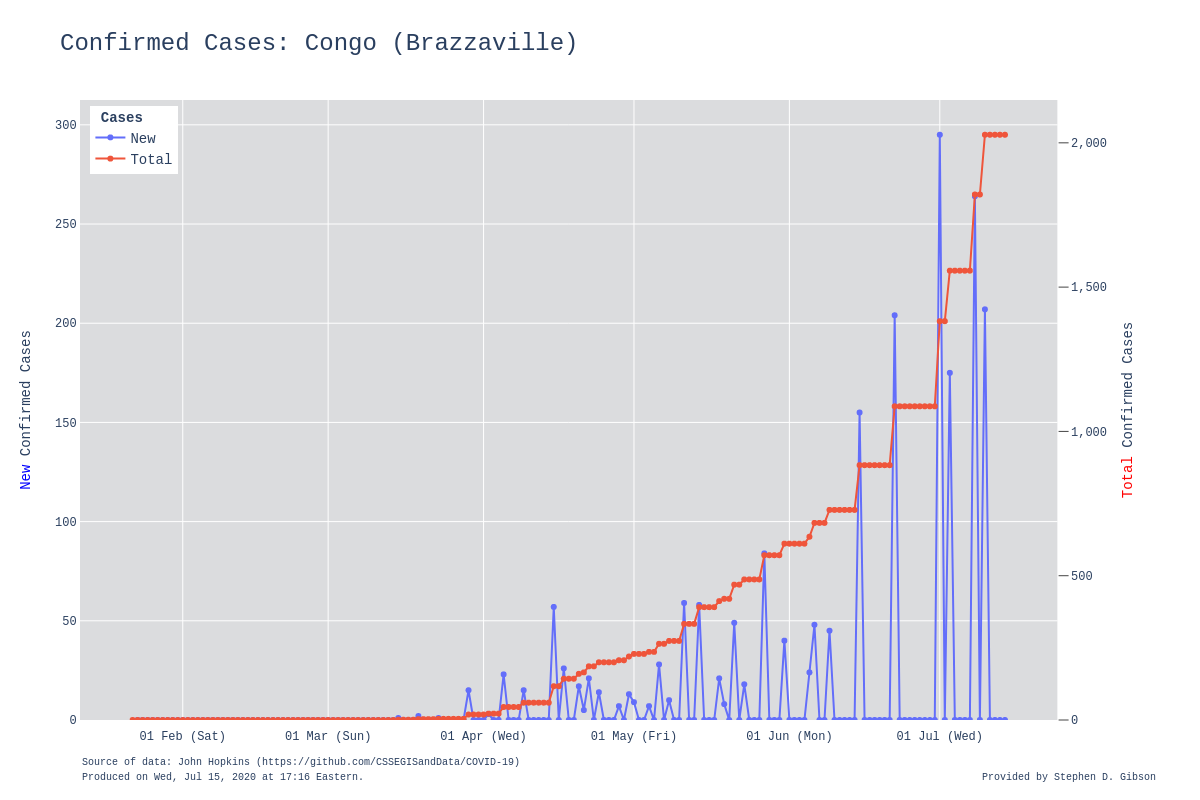 Confirmed Cases: Congo (Brazzaville)
Cases
New
Total
300
250
200
150
100
50
0
2,000
1,500
1,000
500
0
New Confirmed Cases
Total Confirmed Cases
01 Feb (Sat) 01 Mar (Sun) 01 Apr (Wed) 01 May (Fri) 01 Jun (Mon) 01 Jul (Wed)
Source of data: John Hopkins (https://github.com/CSSEGISandData/COVID-19)
Produced on Wed, Jul 15, 2020 at 17:16 Eastern.
Provided by Stephen D. Gibson